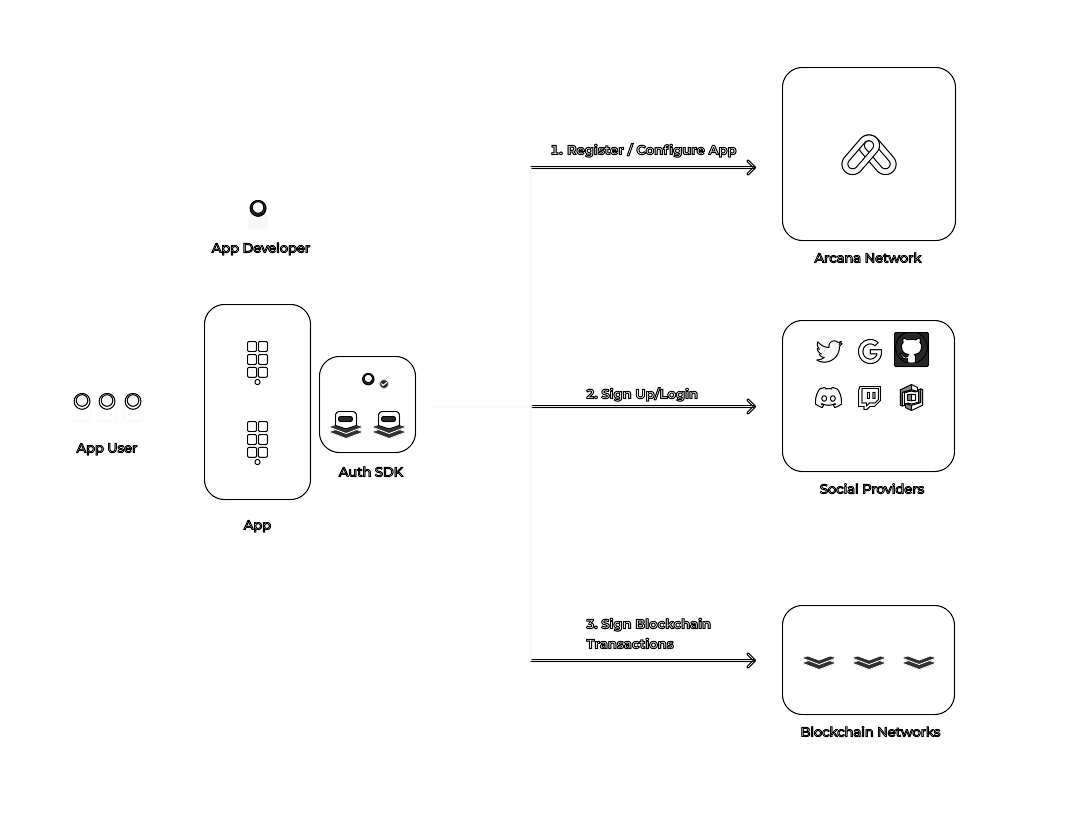 1. Register / Configure App
App Developer
Arcana Network
2. Sign Up/Login
App User
Auth SDK
Social Providers
App
3. Sign Blockchain
Transactions
Blockchain Networks